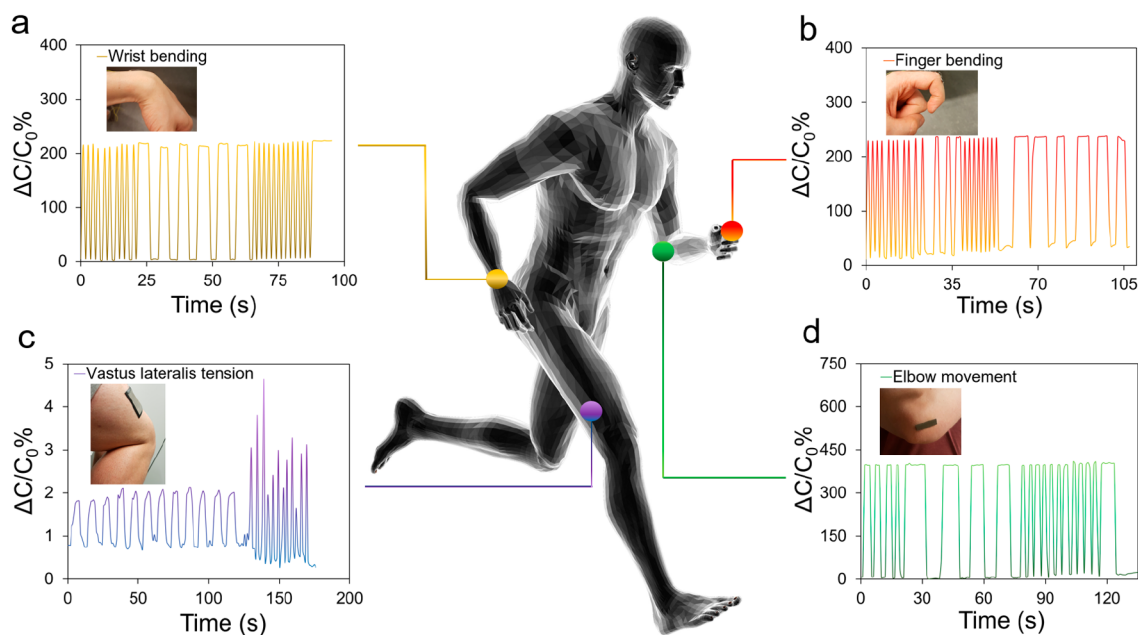 a
Wrist bending
400
300
200
100
0
ΔC/C₀%
0 25 50 75 100
Time (s)
b
Finger bending
400
300
200
100
0
ΔC/C₀%
0 35 70 105
Time (s)
c
Vastus lateralis tension
5
4
3
2
1
0
ΔC/C₀%
0 50 100 150 200
Time (s)
d
Elbow movement
750
600
450
300
150
0
ΔC/C₀%
0 30 60 90 120
Time (s)